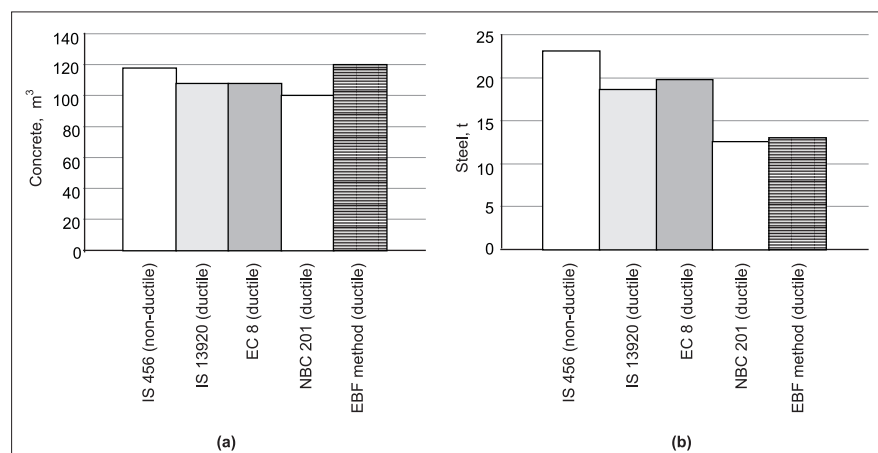 140
120
100
80
60
40
20
0
Concrete, m³
IS 456 (non-ductile)
IS 13920 (ductile)
EC 8 (ductile)
NBC 201 (ductile)
EBF method (ductile)
(a)
25
20
15
10
5
0
Steel, t
IS 456 (non-ductile)
IS 13920 (ductile)
EC 8 (ductile)
NBC 201 (ductile)
EBF method (ductile)
(b)